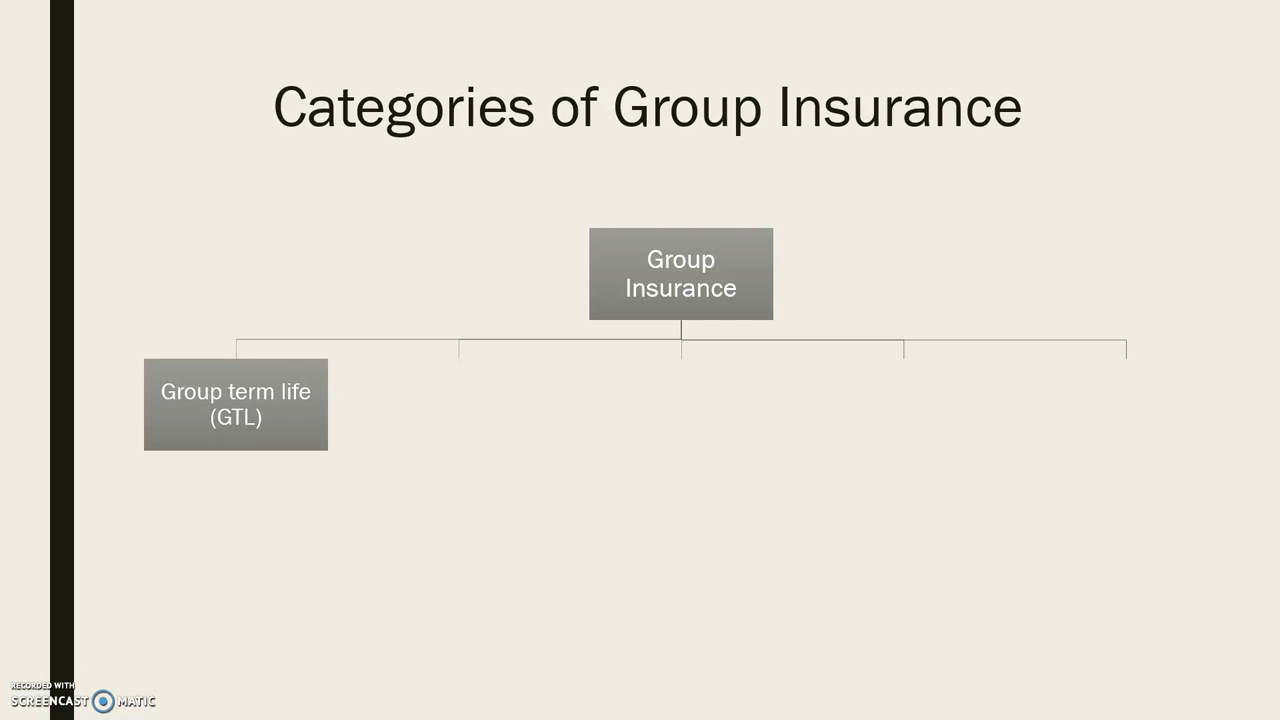 Categories of Group Insurance
Group
Insurance
Group term life
(GTL)
RECORDED WITH
SCREENCAST MATIC